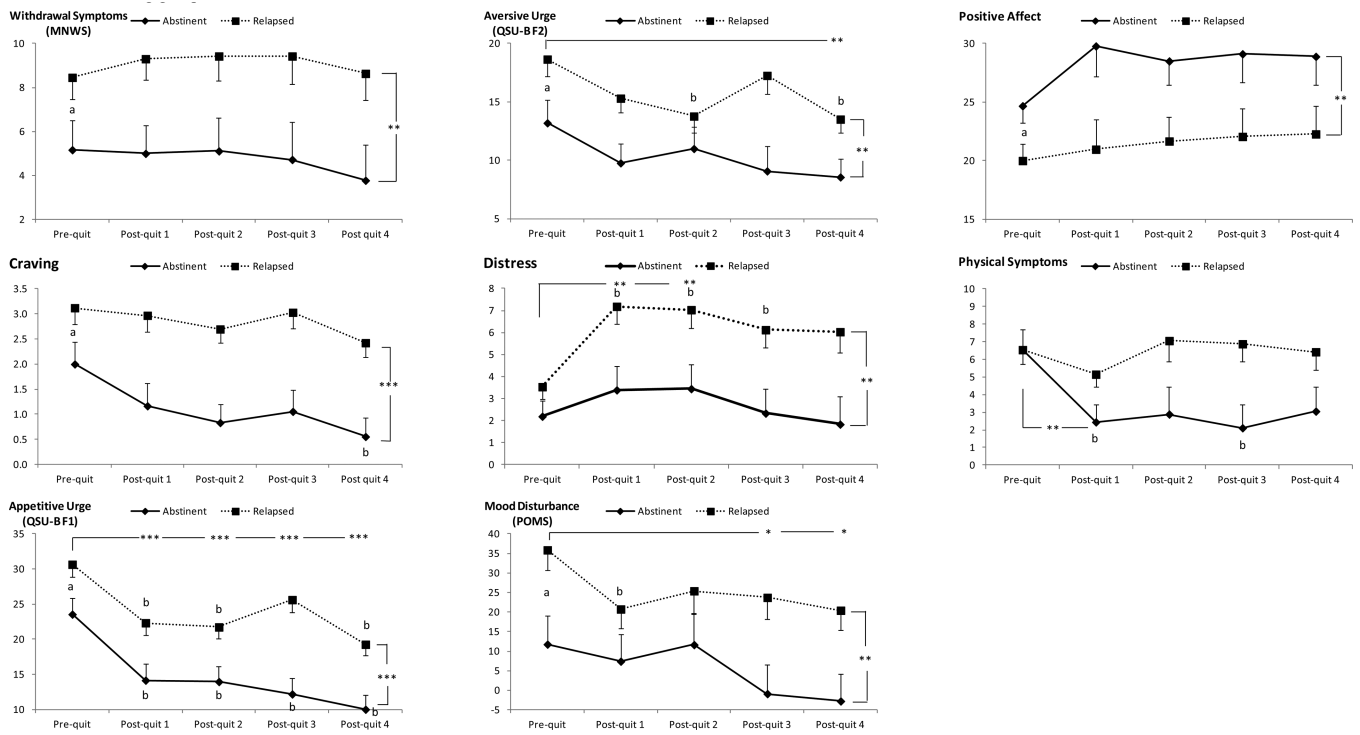 Withdrawal Symptoms
(MNWS)
Abstinent Relapsed
10
8
6
4
2
a
**
Pre-quit Post-quit 1 Post-quit 2 Post-quit 3 Post quit 4
Aversive Urge
(QSU-BF2)
Abstinent Relapsed
20
15
10
5
**
a
b
b
**
Pre-quit Post-quit 1 Post-quit 2 Post-quit 3 Post-quit 4
Positive Affect
Abstinent Relapsed
30
25
20
15
a
**
Pre-quit Post-quit 1 Post-quit 2 Post-quit 3 Post-quit 4
Craving
Abstinent Relapsed
3.5
3.0
2.5
2.0
1.5
1.0
0.5
0.0
a
***
b
Pre-quit Post-quit 1 Post-quit 2 Post-quit 3 Post-quit 4
Distress
Abstinent Relapsed
8
7
6
5
4
3
2
1
0
** **
b b b
**
Pre-quit Post-quit 1 Post-quit 2 Post-quit 3 Post-quit 4
Physical Symptoms
Abstinent Relapsed
10
9
8
7
6
5
4
3
2
1
0
**
b b
Pre-quit Post-quit 1 Post-quit 2 Post-quit 3 Post-quit 4
Appetitive Urge
(QSU-BF1)
Abstinent Relapsed
35
30
25
20
15
10
*** *** *** ***
a
b b b
***
b b b b
Pre-quit Post-quit 1 Post-quit 2 Post-quit 3 Post-quit 4
Mood Disturbance
(POMS)
Abstinent Relapsed
40
35
30
25
20
15
10
5
0
-5
* *
a
b
**
Pre-quit Post-quit 1 Post-quit 2 Post-quit 3 Post-quit 4